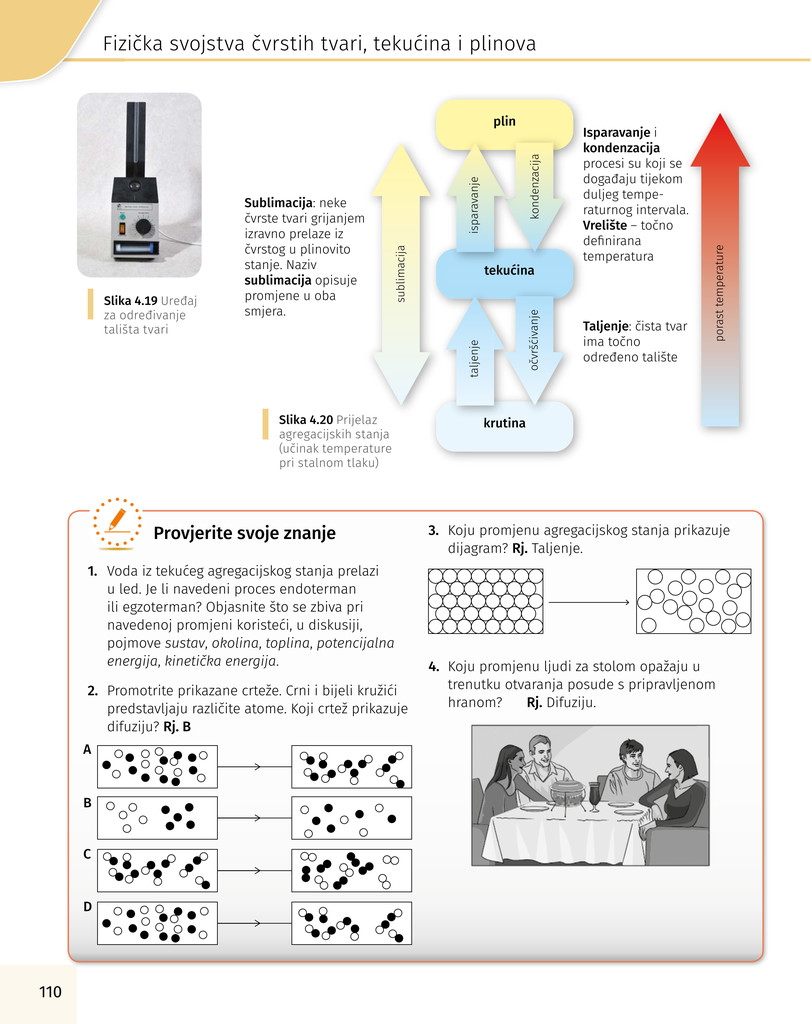 Fizička svojstva čvrstih tvari, tekućina i plinova
Slika 4.19 Uređaj
za određivanje
tališta tvari
Sublimacija: neke
čvrste tvari grijanjem
izravno prelaze iz
čvrstog u plinovito
stanje. Naziv
sublimacija opisuje
promjene u oba
smjera.
sublimacija
plin
isparavanje
kondenzacija
tekućina
taljenje
očvršćivanje
krutina
Isparavanje i
kondenzacija
procesi su koji se
događaju tijekom
duljeg tempe-
raturnog intervala.
Vrelište – točno
definirana
temperatura
Taljenje: čista tvar
ima točno
određeno talište
porast temperature
Slika 4.20 Prijelaz
agregacijskih stanja
(učinak temperature
pri stalnom tlaku)
Provjerite svoje znanje
1. Voda iz tekućeg agregacijskog stanja prelazi
u led. Je li navedeni proces endoterman
ili egzoterman? Objasnite što se zbiva pri
navedenoj promjeni koristeći, u diskusiji,
pojmove sustav, okolina, toplina, potencijalna
energija, kinetička energija.
2. Promotrite prikazane crteže. Crni i bijeli kružići
predstavljaju različite atome. Koji crtež prikazuje
difuziju? Rj. B
A
B
C
D
3. Koju promjenu agregacijskog stanja prikazuje
dijagram? Rj. Taljenje.
4. Koju promjenu ljudi za stolom opažaju u
trenutku otvaranja posude s pripravljenom
hranom? Rj. Difuziju.
110